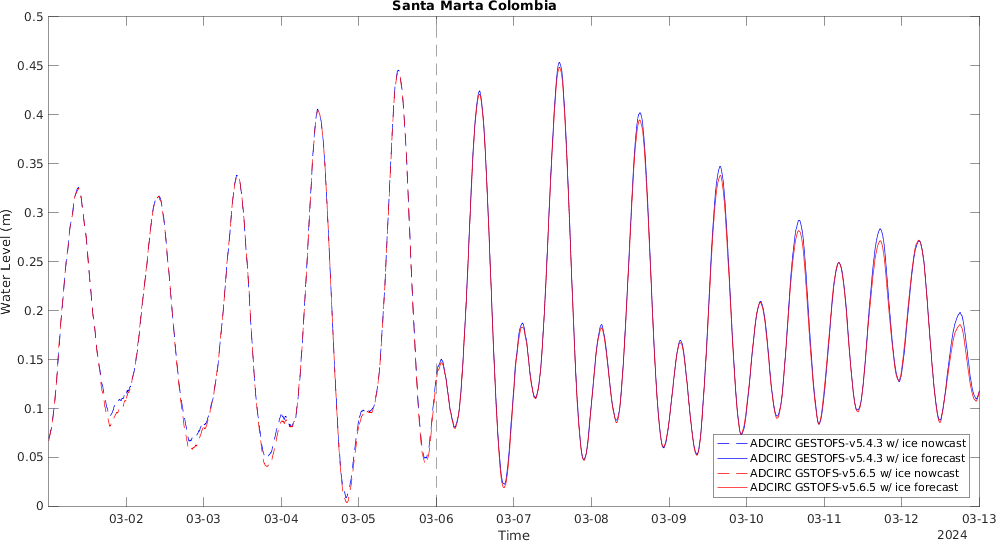 Santa Marta Colombia
0.5
0.45
0.4
0.35
0.3
0.25
0.2
0.15
0.1
0.05
0
Water Level (m)
ADCIRC GESTOFS-v5.4.3 w/ ice nowcast
ADCIRC GESTOFS-v5.4.3 w/ ice forecast
ADCIRC GSTOFS-v5.6.5 w/ ice nowcast
ADCIRC GSTOFS-v5.6.5 w/ ice forecast
03-02 03-03 03-04 03-05 03-06 03-07 03-08 03-09 03-10 03-11 03-12 03-13
Time 2024